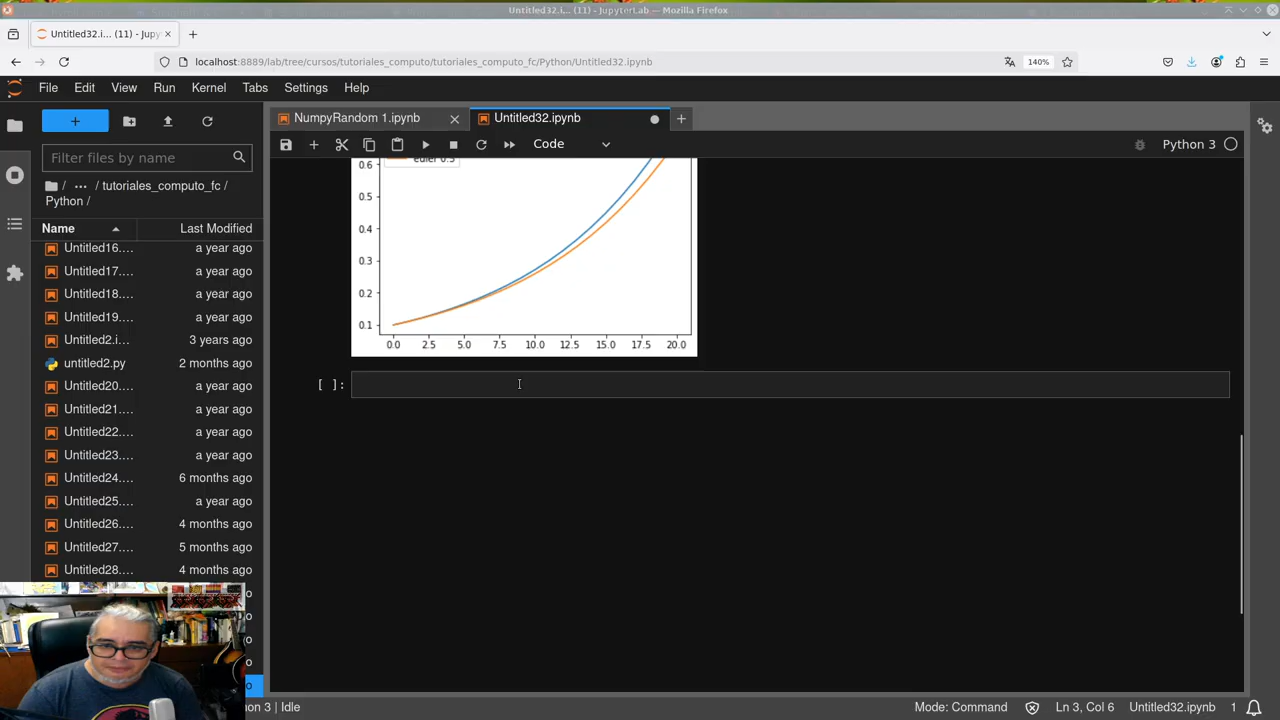 Untitled32.i... (11) - JupyterLab — Mozilla Firefox
Untitled32.i... (11) - Jupy
localhost:8889/lab/tree/cursos/tutoriales_computo/tutoriales_computo_fc/Python/Untitled32.ipynb
140%
File Edit View Run Kernel Tabs Settings Help
NumpyRandom 1.ipynb
Untitled32.ipynb
Code
Python 3
Filter files by name
/ ... / tutoriales_computo_fc /
Python /
Name Last Modified
Untitled16.... a year ago
Untitled17.... a year ago
Untitled18.... a year ago
Untitled19.... a year ago
Untitled2.i... 3 years ago
untitled2.py 2 months ago
Untitled20.... a year ago
Untitled21.... a year ago
Untitled22.... a year ago
Untitled23.... a year ago
Untitled24.... 6 months ago
Untitled25.... a year ago
Untitled26.... 4 months ago
Untitled27.... 5 months ago
Untitled28.... 4 months ago
euler 0.5
0.6
0.5
0.4
0.3
0.2
0.1
0.0 2.5 5.0 7.5 10.0 12.5 15.0 17.5 20.0
[ ]:
on 3 | Idle
Mode: Command
Ln 3, Col 6
Untitled32.ipynb
1